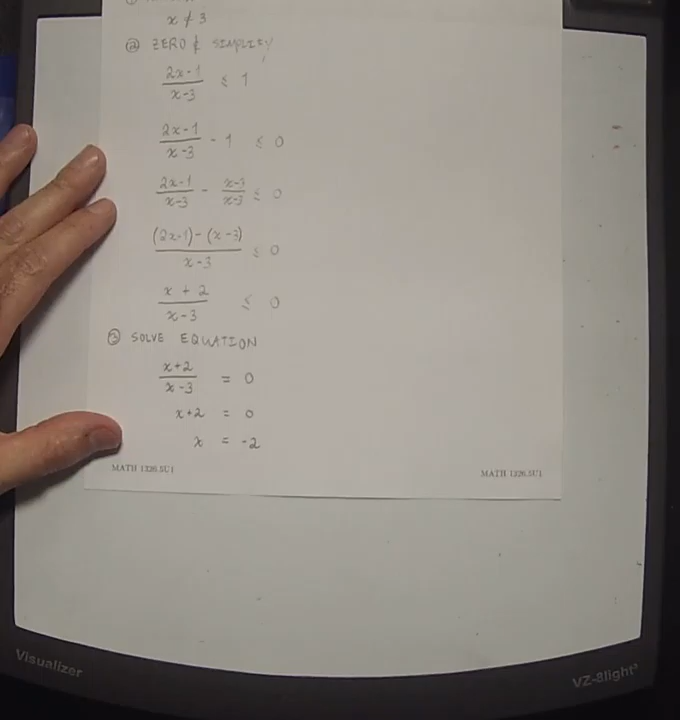 x ≠ 3
② ZERO & SIMPLIFY
(2x-1)/(x-3) ≤ 1
(2x-1)/(x-3) - 1 ≤ 0
(2x-1)/(x-3) - (x-3)/(x-3) ≤ 0
((2x-1)-(x-3))/(x-3) ≤ 0
(x + 2)/(x-3) ≤ 0
③ SOLVE EQUATION
(x+2)/(x-3) = 0
x+2 = 0
x = -2
MATH 1226.SU1 MATH 1226.SU1
Visualizer VZ-8light³